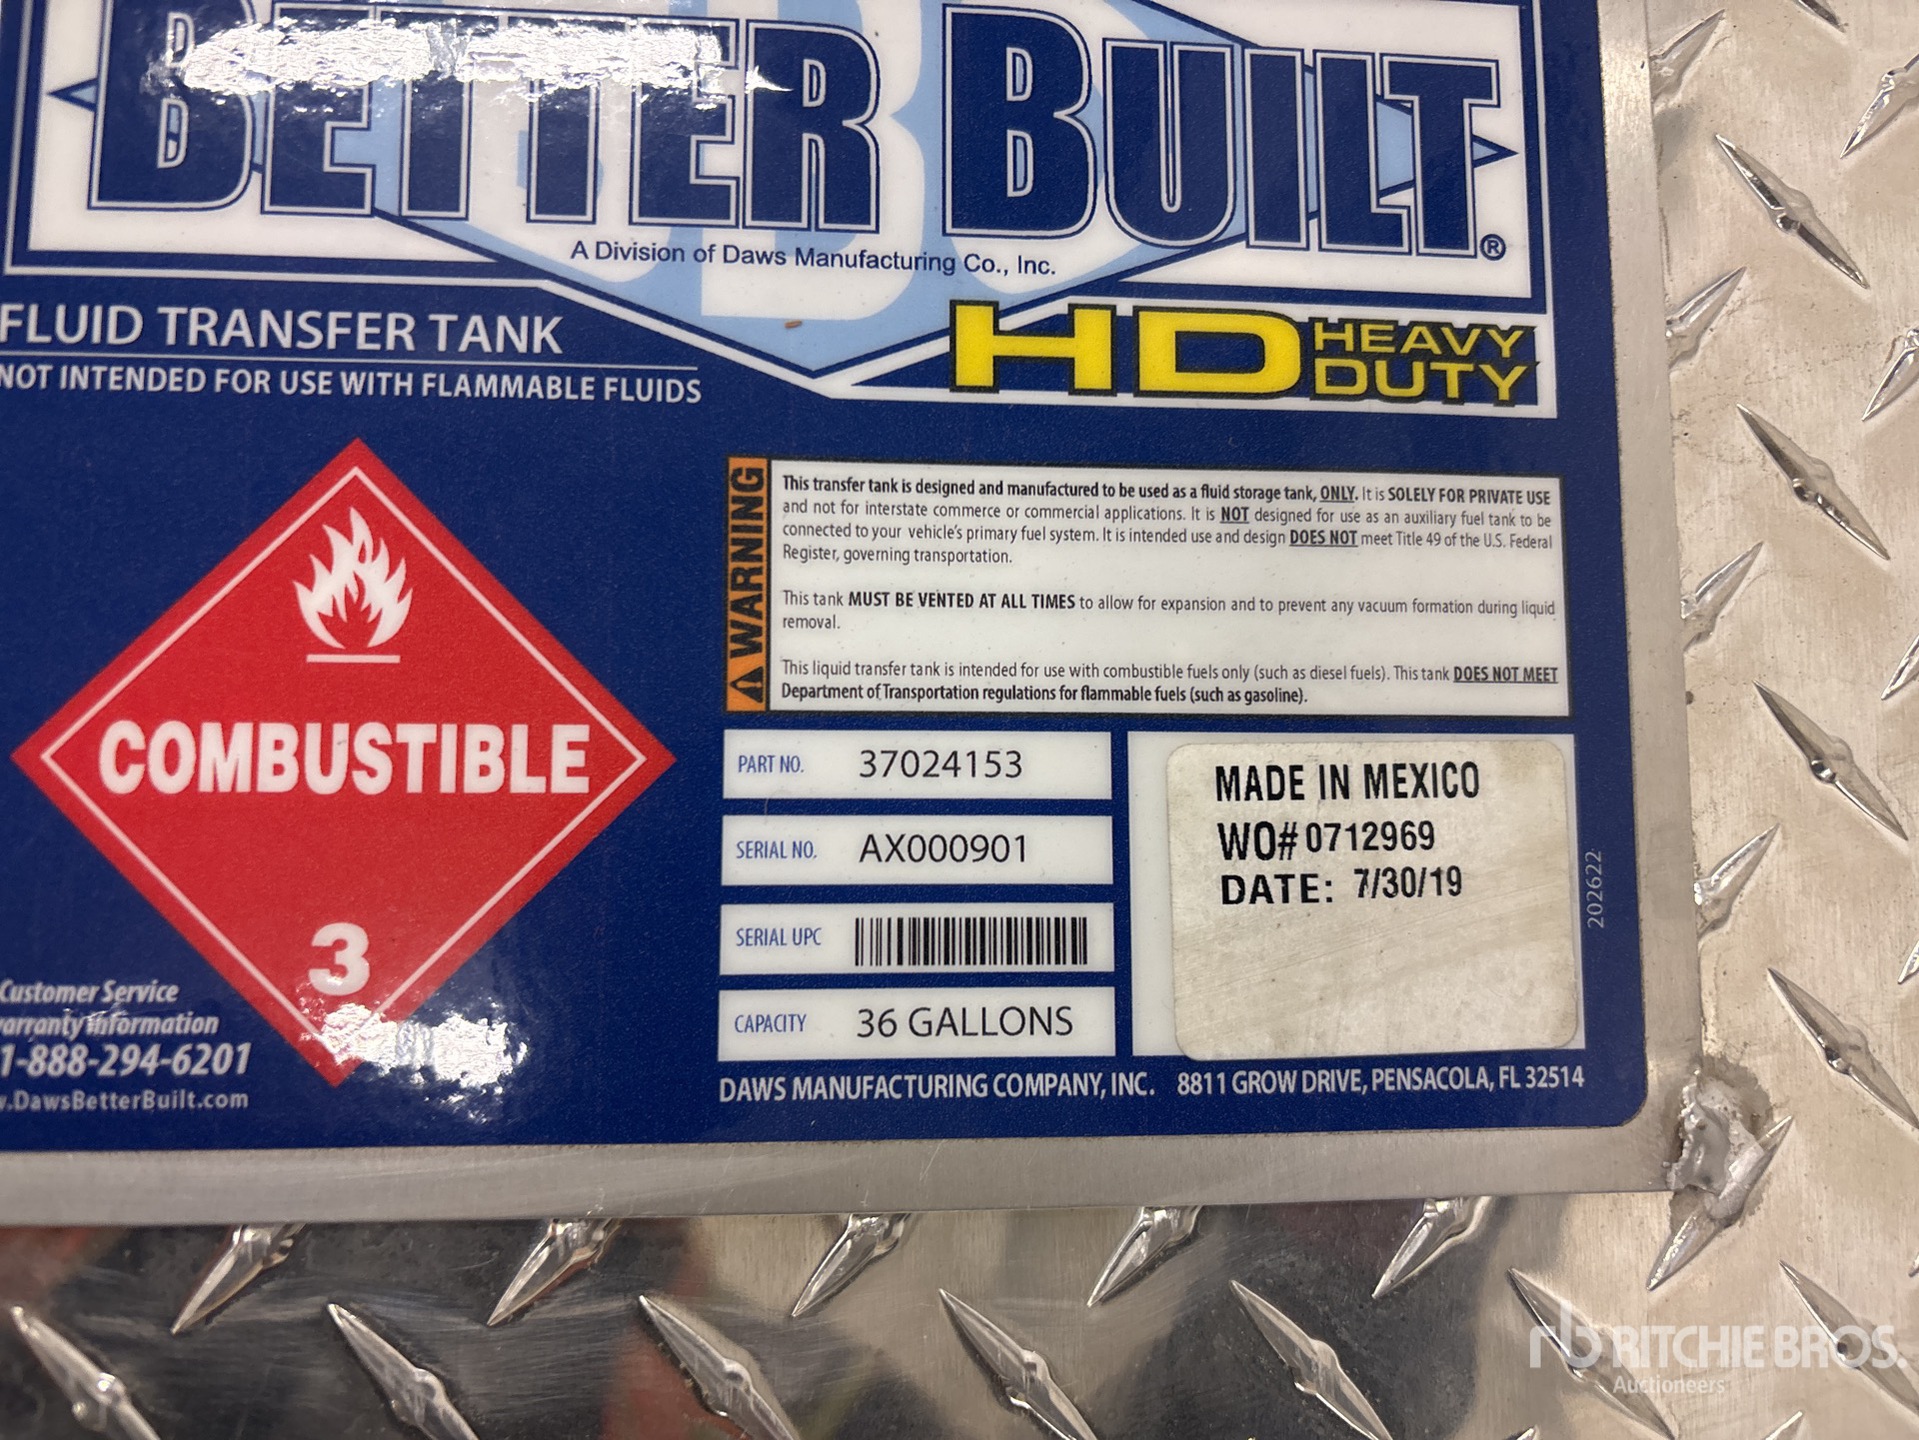 BETTER BUILT®
A Division of Daws Manufacturing Co., Inc.
FLUID TRANSFER TANK
NOT INTENDED FOR USE WITH FLAMMABLE FLUIDS
HD HEAVY DUTY
WARNING
This transfer tank is designed and manufactured to be used as a fluid storage tank, ONLY. It is SOLELY FOR PRIVATE USE
and not for interstate commerce or commercial applications. It is NOT designed for use as an auxiliary fuel tank to be
connected to your vehicle's primary fuel system. It is intended use and design DOES NOT meet Title 49 of the U.S. Federal
Register, governing transportation.
This tank MUST BE VENTED AT ALL TIMES to allow for expansion and to prevent any vacuum formation during liquid
removal.
This liquid transfer tank is intended for use with combustible fuels only (such as diesel fuels). This tank DOES NOT MEET
Department of Transportation regulations for flammable fuels (such as gasoline).
COMBUSTIBLE
3
PART NO. 37024153
SERIAL NO. AX000901
SERIAL UPC
CAPACITY 36 GALLONS
MADE IN MEXICO
WO# 0712969
DATE: 7/30/19
202622
Customer Service
arranty Information
1-888-294-6201
.DawsBetterBuilt.com
DAWS MANUFACTURING COMPANY, INC. 8811 GROW DRIVE, PENSACOLA, FL 32514
rb RITCHIE BROS.
Auctioneers